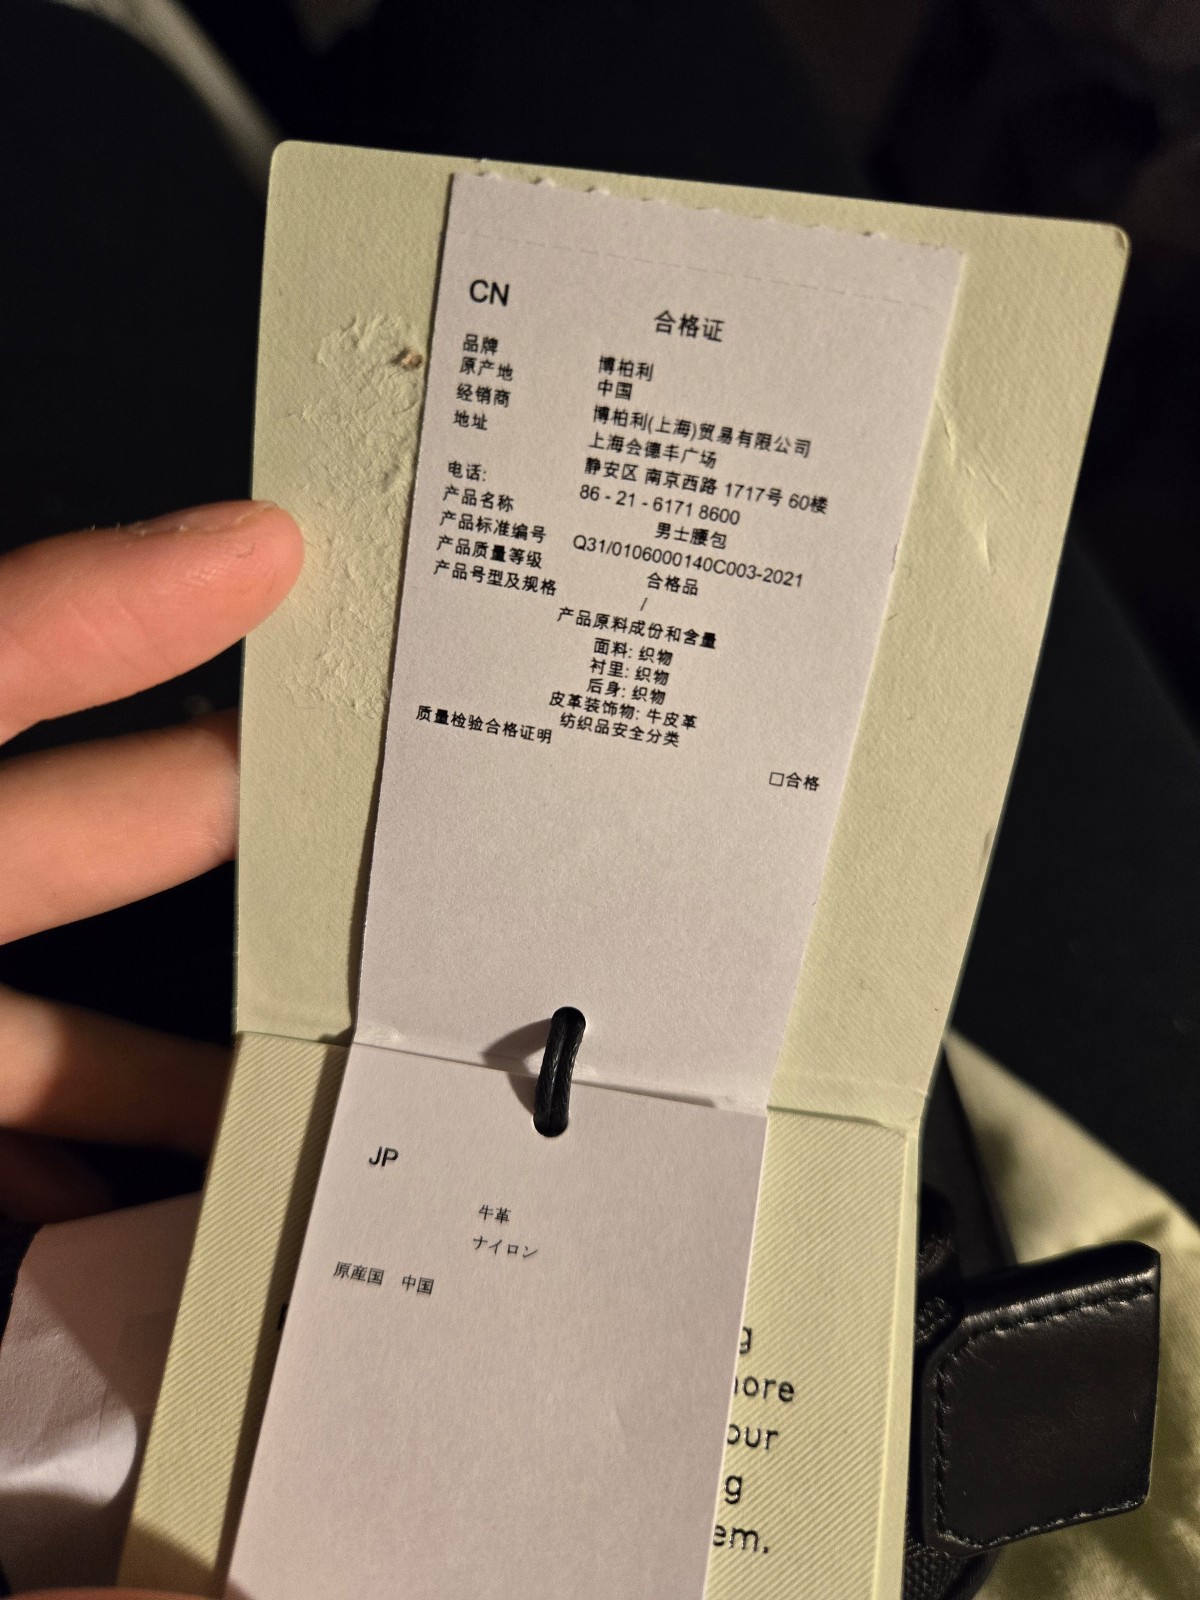 CN
合格证
品牌 博柏利
原产地 中国
经销商 博柏利(上海)贸易有限公司
地址 上海会德丰广场
静安区 南京西路 1717号 60楼
电话: 86 - 21 - 6171 8600
产品名称 男士腰包
产品标准编号 Q31/0106000140C003-2021
产品质量等级 合格品
产品号型及规格 /
产品原料成份和含量
面料: 织物
衬里: 织物
后身: 织物
皮革装饰物: 牛皮革
质量检验合格证明 纺织品安全分类
□合格
JP
牛革
ナイロン
原産国 中国